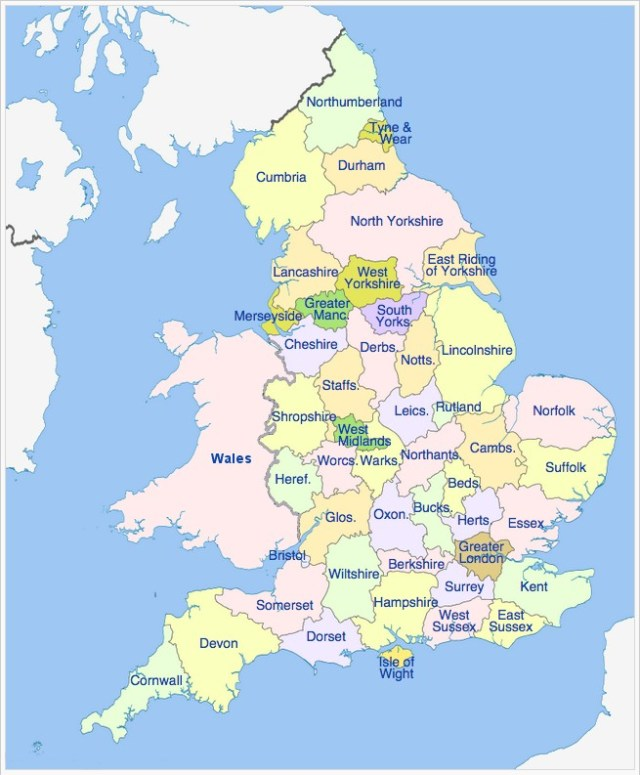 Northumberland
Tyne &
Wear
Durham
Cumbria
North Yorkshire
East Riding
of Yorkshire
Lancashire
West
Yorkshire
Greater
Manc.
South
Yorks.
Merseyside
Cheshire
Derbs.
Notts.
Lincolnshire
Staffs.
Leics.
Rutland
Norfolk
Shropshire
West
Midlands
Northants.
Cambs.
Wales
Worcs.
Warks.
Suffolk
Heref.
Beds.
Glos.
Oxon.
Bucks.
Herts.
Essex
Bristol
Greater
London
Wiltshire
Berkshire
Surrey
Kent
Somerset
Hampshire
West
Sussex
East
Sussex
Devon
Dorset
Isle of
Wight
Cornwall